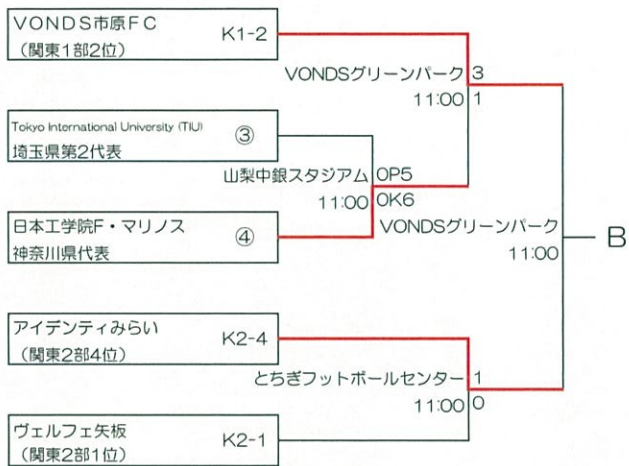 VONDS市原FC K1-2
（関東1部2位）
VONDSグリーンパーク 3
11:00 1
Tokyo International University (TIU) ③
埼玉県第2代表
山梨中銀スタジアム 0P5
11:00 0K6
日本工学院F・マリノス ④
神奈川県代表
VONDSグリーンパーク
11:00
B
アイデンティみらい K2-4
（関東2部4位）
とちぎフットボールセンター 1
11:00 0
ヴェルフェ矢板 K2-1
（関東2部1位）